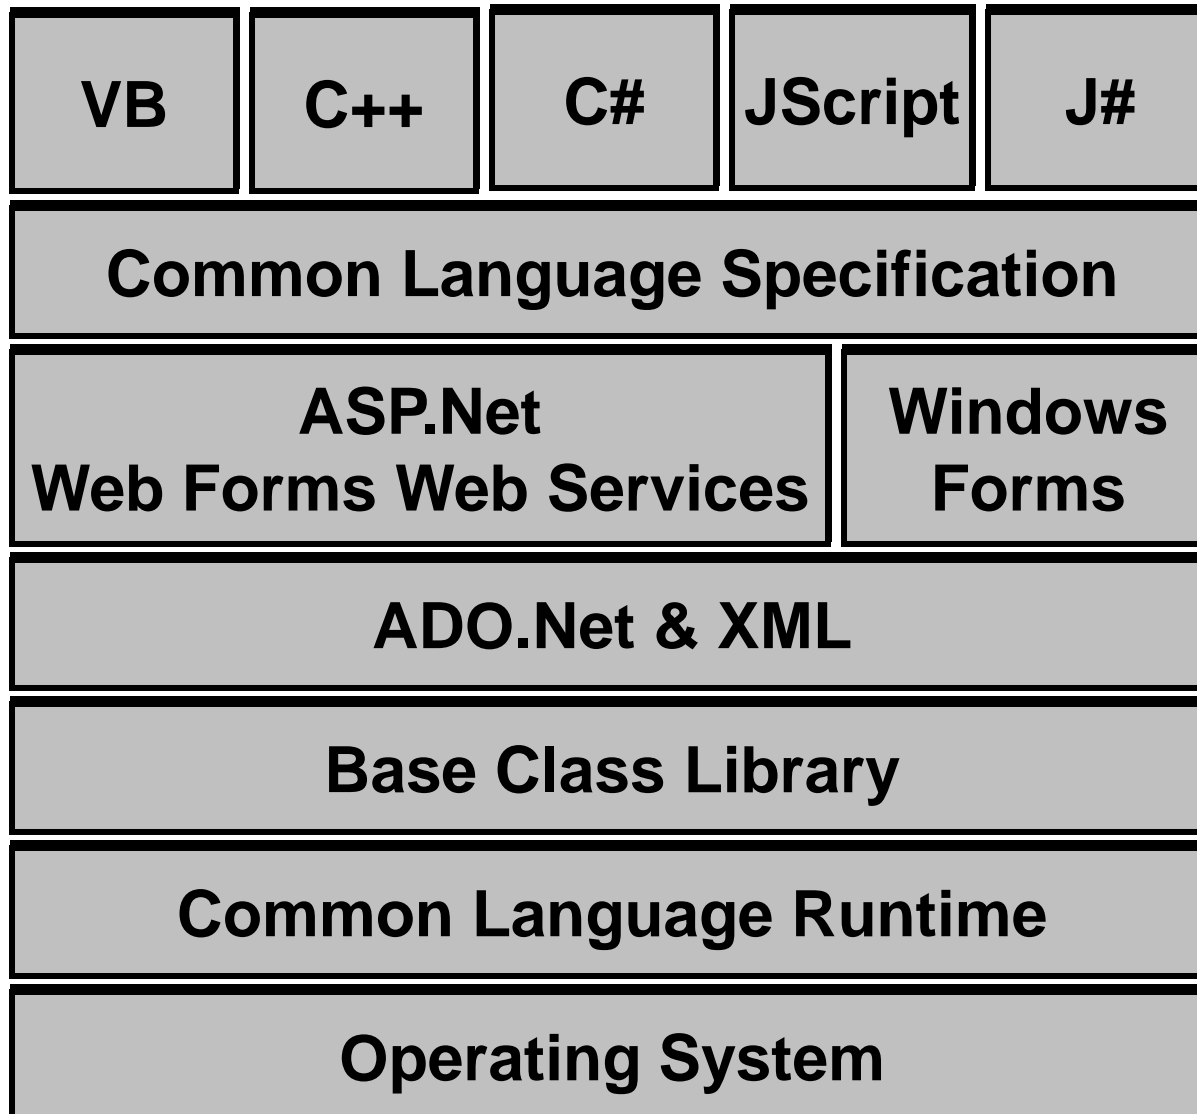 VB C++ C# JScript J#
Common Language Specification
ASP.Net
Web Forms Web Services
Windows
Forms
ADO.Net & XML
Base Class Library
Common Language Runtime
Operating System